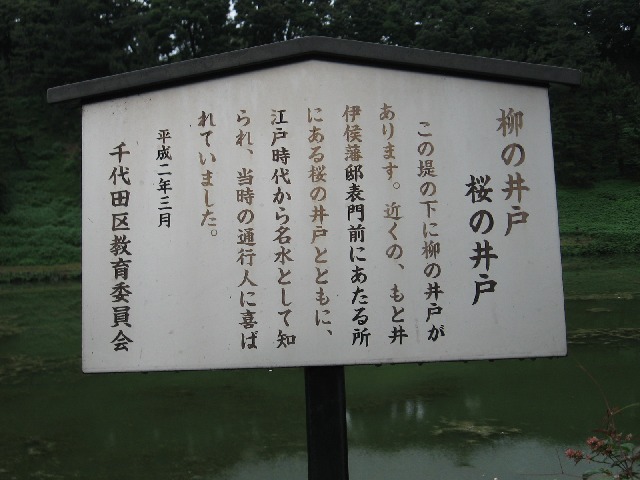 柳の井戸
桜の井戸
この堤の下に柳の井戸が
あります。近くの、もと井
伊侯藩邸表門前にあたる所
にある桜の井戸とともに、
江戸時代から名水として知
られ、当時の通行人に喜ば
れていました。
平成二年三月
千代田区教育委員会